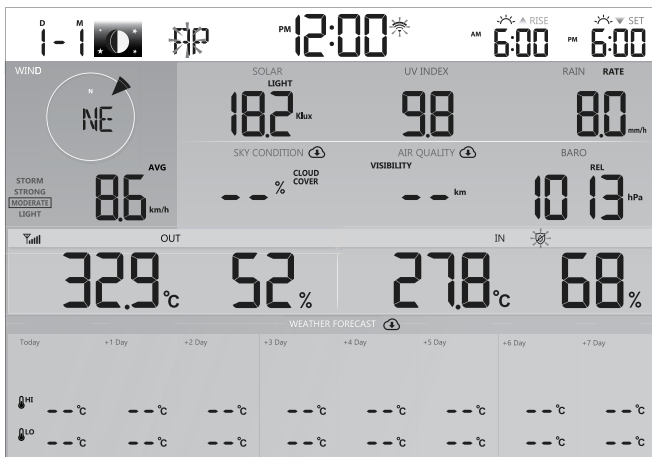 D M RISE SET
1-1 AP PM 12:00 AM 6:00 PM 6:00
WIND SOLAR UV INDEX RAIN RATE
N LIGHT
NE 18.2 Klux 9.8 8.0 mm/h
SKY CONDITION AIR QUALITY BARO
AVG CLOUD COVER VISIBILITY REL
STORM
STRONG -- % -- km 1013 hPa
MODERATE 8.6 km/h
LIGHT
OUT IN
32.9 °C 52 % 27.8 °C 68 %
WEATHER FORECAST
Today +1 Day +2 Day +3 Day +4 Day +5 Day +6 Day +7 Day
HI -- °C -- °C -- °C -- °C -- °C -- °C -- °C -- °C
LO -- °C -- °C -- °C -- °C -- °C -- °C -- °C -- °C